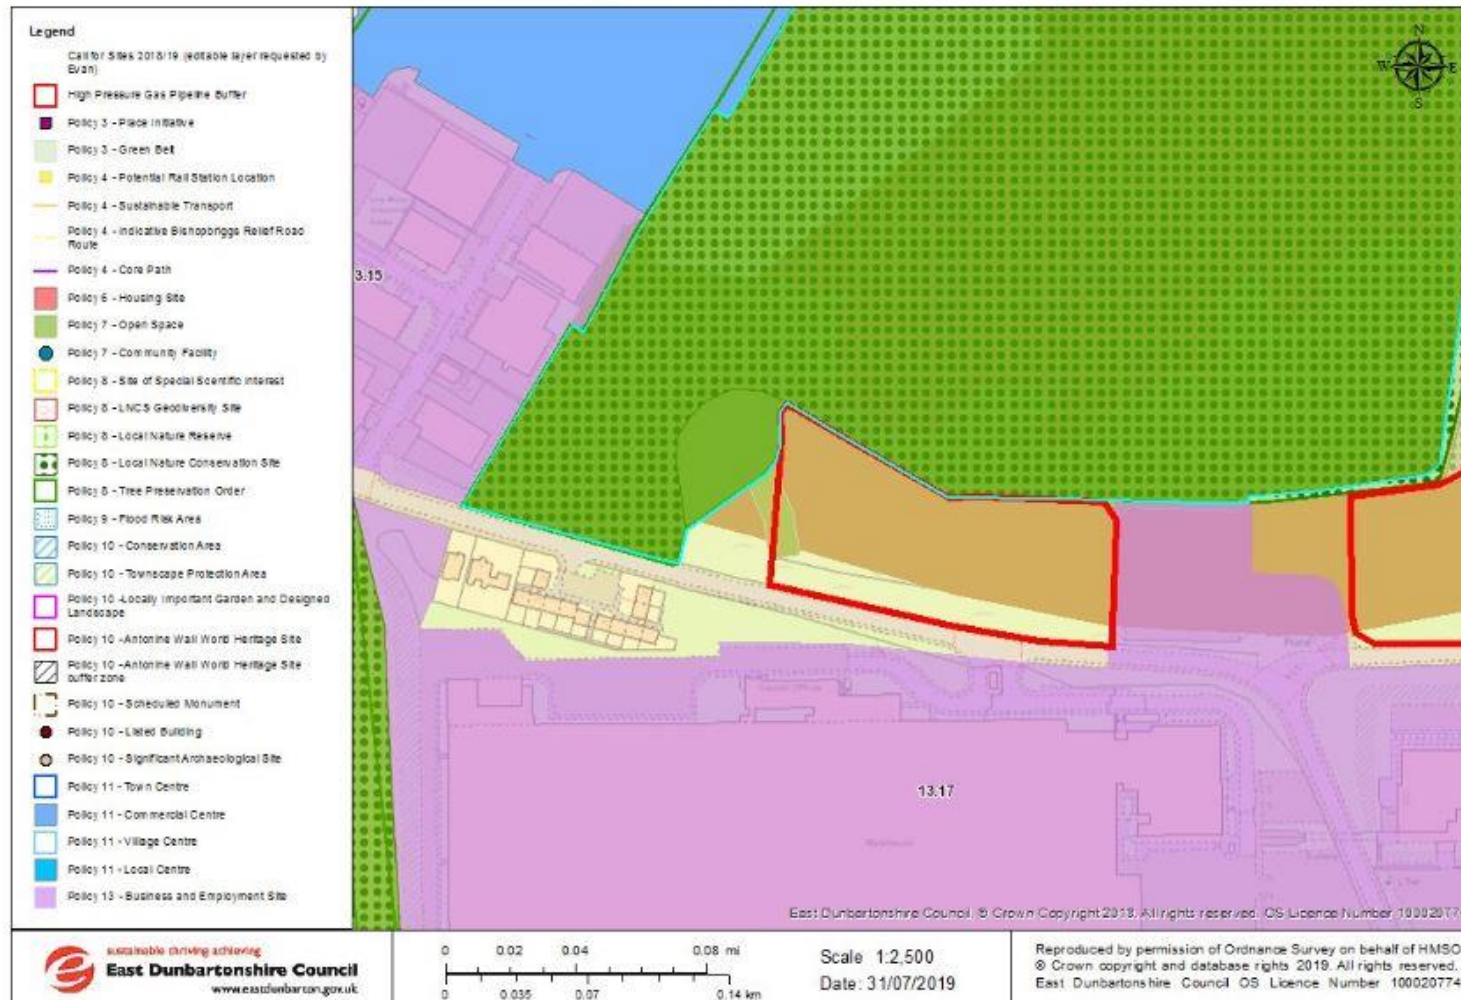 Legend
Call for Sites 2018/19 (editable layer requested by
Evan)
High Pressure Gas Pipeline Buffer
Policy 3 - Place Initiative
Policy 3 - Green Belt
Policy 4 - Potential Rail Station Location
Policy 4 - Sustainable Transport
Policy 4 - Indicative Bishopbriggs Relief Road
Route
Policy 4 - Core Path
Policy 6 - Housing Site
Policy 7 - Open Space
Policy 7 - Community Facility
Policy 8 - Site of Special Scientific Interest
Policy 8 - LNCS Geodiversity Site
Policy 8 - Local Nature Reserve
Policy 8 - Local Nature Conservation Site
Policy 8 - Tree Preservation Order
Policy 9 - Flood Risk Area
Policy 10 - Conservation Area
Policy 10 - Townscape Protection Area
Policy 10 -Locally Important Garden and Designed
Landscape
Policy 10 -Antonine Wall World Heritage Site
Policy 10 -Antonine Wall World Heritage Site
buffer zone
Policy 10 - Scheduled Monument
Policy 10 - Listed Building
Policy 10 - Significant Archaeological Site
Policy 11 - Town Centre
Policy 11 - Commercial Centre
Policy 11 - Village Centre
Policy 11 - Local Centre
Policy 13 - Business and Employment Site
N
W E
S
3.15
13.17
East Dunbartonshire Council. © Crown Copyright 2018. All rights reserved. OS Licence Number 10002077
sustainable thriving achieving
East Dunbartonshire Council
www.eastdunbarton.gov.uk
0 0.02 0.04 0.08 mi
0 0.035 0.07 0.14 km
Scale 1:2,500
Date: 31/07/2019
Reproduced by permission of Ordnance Survey on behalf of HMSO
© Crown copyright and database rights 2019. All rights reserved.
East Dunbartonshire Council OS Licence Number 100020774